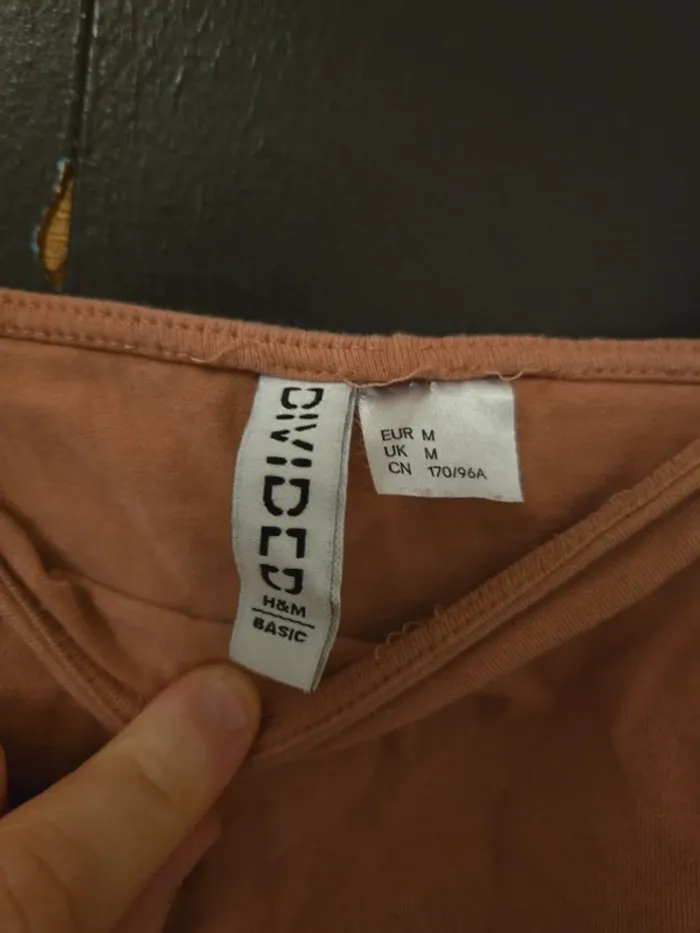 DIVIDED
H&M
BASIC
EUR M
UK M
CN 170/96A